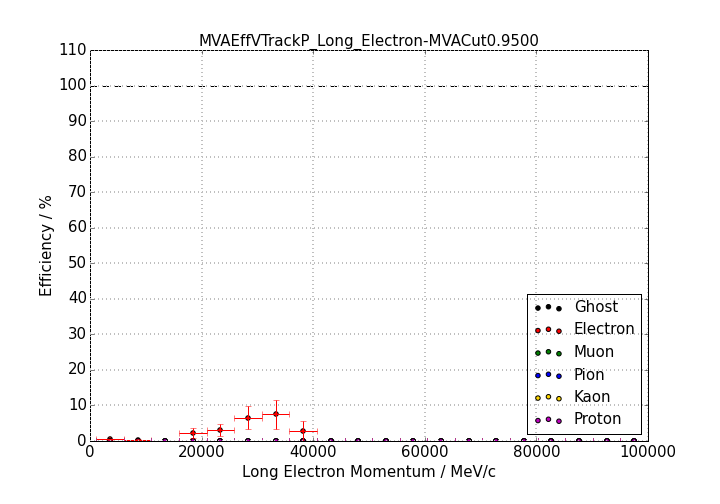 MVAEffVTrackP_Long_Electron-MVACut0.9500
110
100
90
80
70
60
50
40
30
20
10
0
Efficiency / %
Ghost
Electron
Muon
Pion
Kaon
Proton
0 20000 40000 60000 80000 100000
Long Electron Momentum / MeV/c